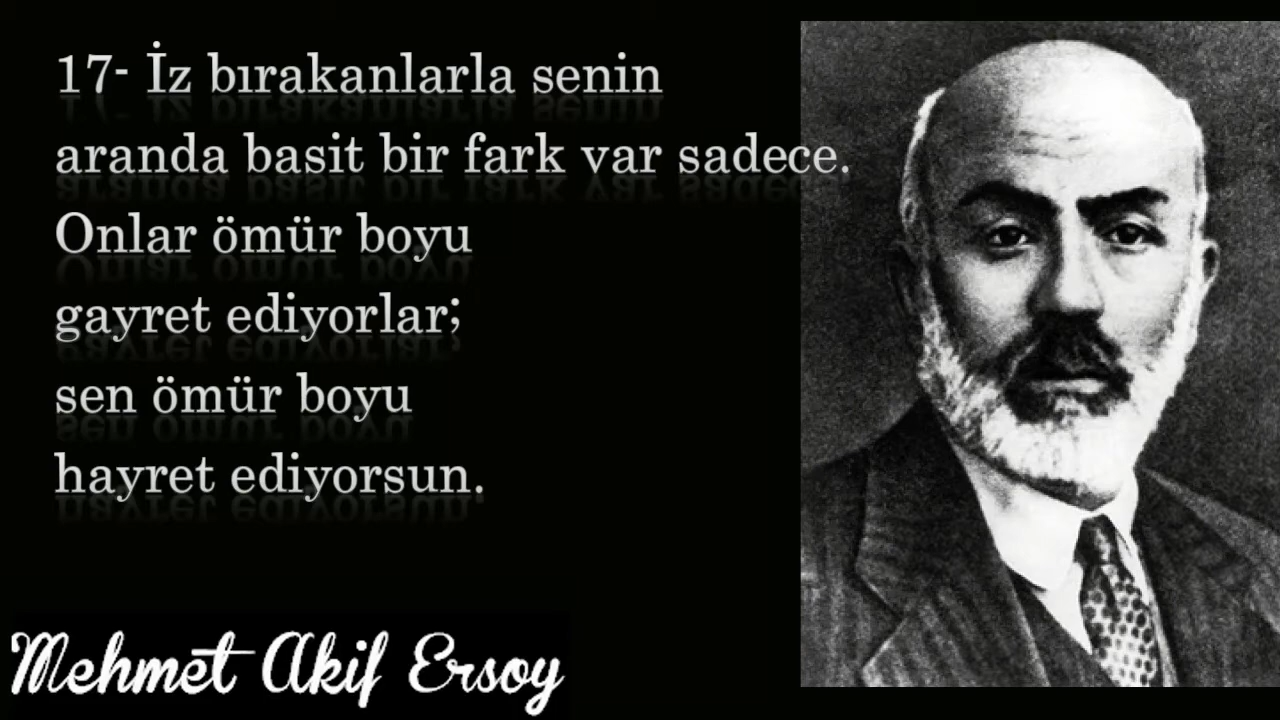 17- İz bırakanlarla senin
aranda basit bir fark var sadece.
Onlar ömür boyu
gayret ediyorlar;
sen ömür boyu
hayret ediyorsun.
Mehmet Akif Ersoy